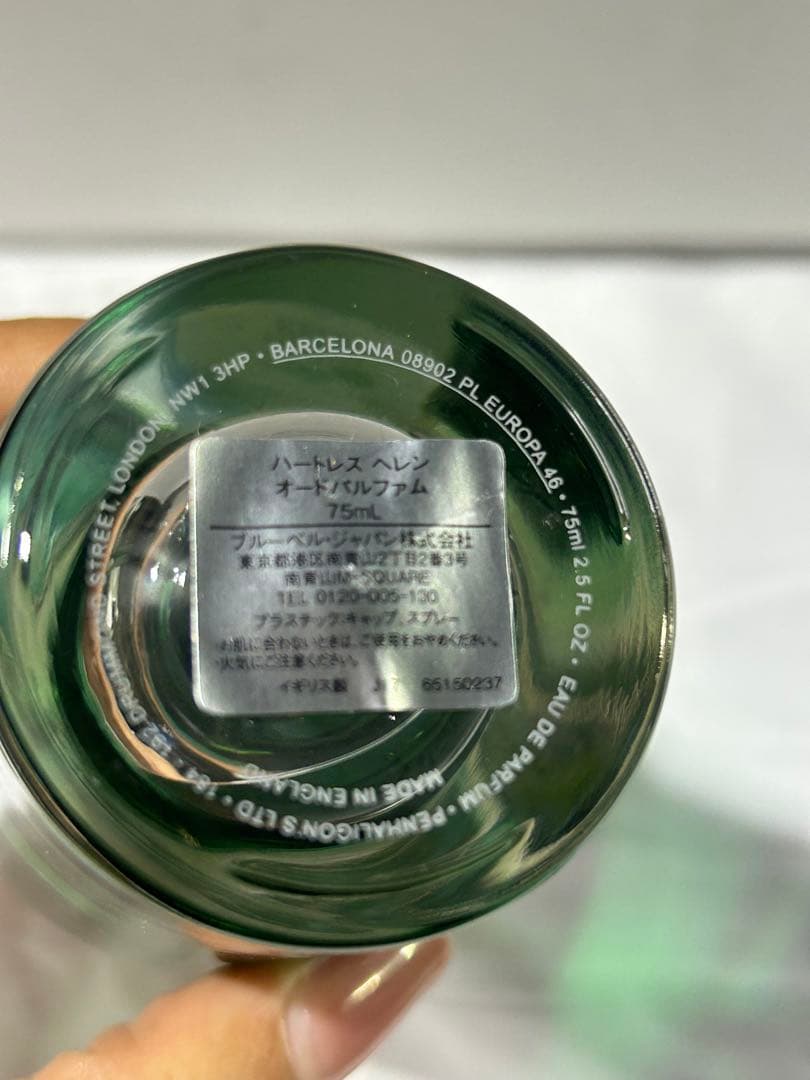 ハートレス ヘレン
オードパルファム
75mL
ブルーベル・ジャパン株式会社
東京都港区南青山2丁目2番3号
南青山M-SQUARE
TEL 0120-005-130
プラスチック:キャップ、スプレー
・お肌に合わないときは、ご使用をおやめください。
・火気にご注意ください。
イギリス製 65150237
BARCELONA 08902 PL EUROPA 46 • 75ml 2.5 FL OZ • EAU DE PARFUM • PENHALIGON'S LTD • STREET, LONDON NW1 3HP •
MADE IN ENGLAND